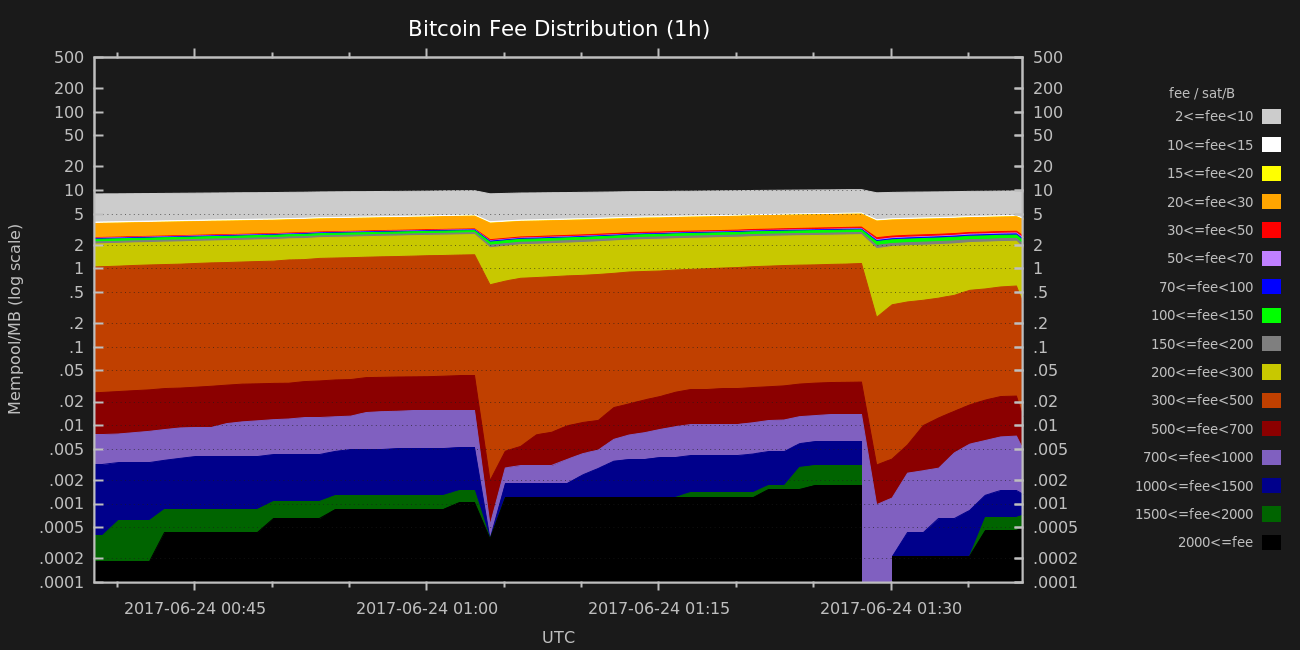 Bitcoin Fee Distribution (1h)
Mempool/MB (log scale)
500
200
100
50
20
10
5
2
1
.5
.2
.1
.05
.02
.01
.005
.002
.001
.0005
.0002
.0001
500
200
100
50
20
10
5
2
1
.5
.2
.1
.05
.02
.01
.005
.002
.001
.0005
.0002
.0001
2017-06-24 00:45
2017-06-24 01:00
2017-06-24 01:15
2017-06-24 01:30
UTC
fee / sat/B
2<=fee<10
10<=fee<15
15<=fee<20
20<=fee<30
30<=fee<50
50<=fee<70
70<=fee<100
100<=fee<150
150<=fee<200
200<=fee<300
300<=fee<500
500<=fee<700
700<=fee<1000
1000<=fee<1500
1500<=fee<2000
2000<=fee